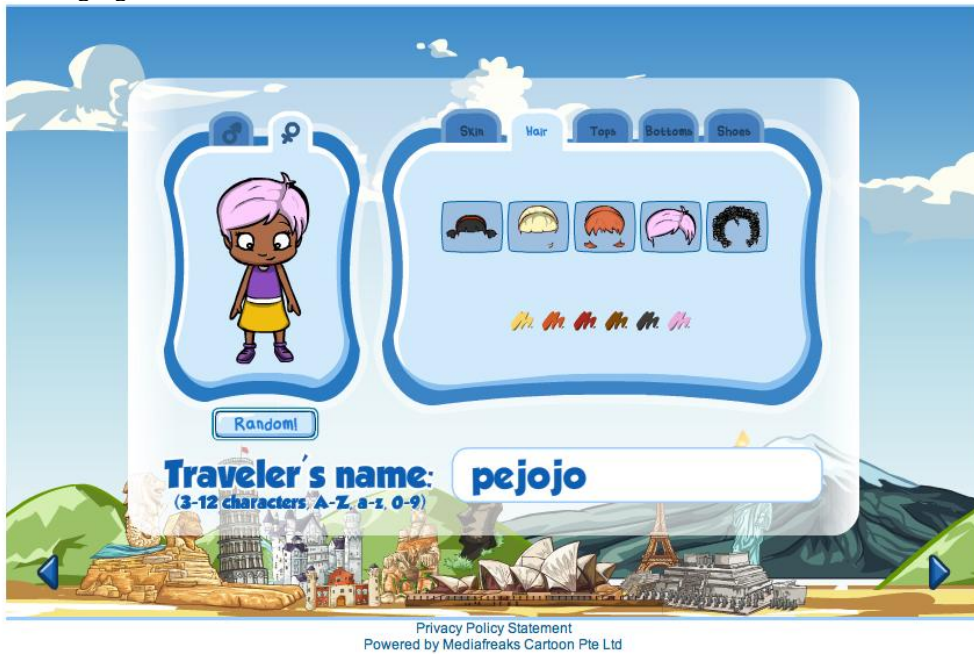 Skin Hair Tops Bottoms Shoes
Random!
Traveler's name: pejojo
(3-12 characters, A-Z, a-z, 0-9)
Privacy Policy Statement
Powered by Mediafreaks Cartoon Pte Ltd